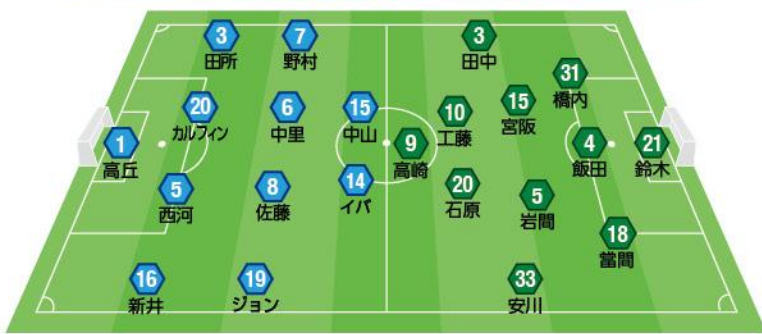 3
田所
7
野村
20
カルフィン
6
中里
15
中山
1
高丘
5
西河
8
佐藤
14
イバ
16
新井
19
ジョン
3
田中
31
橋内
10
工藤
15
宮阪
9
高崎
4
飯田
21
鈴木
20
石原
5
岩間
18
當間
33
安川